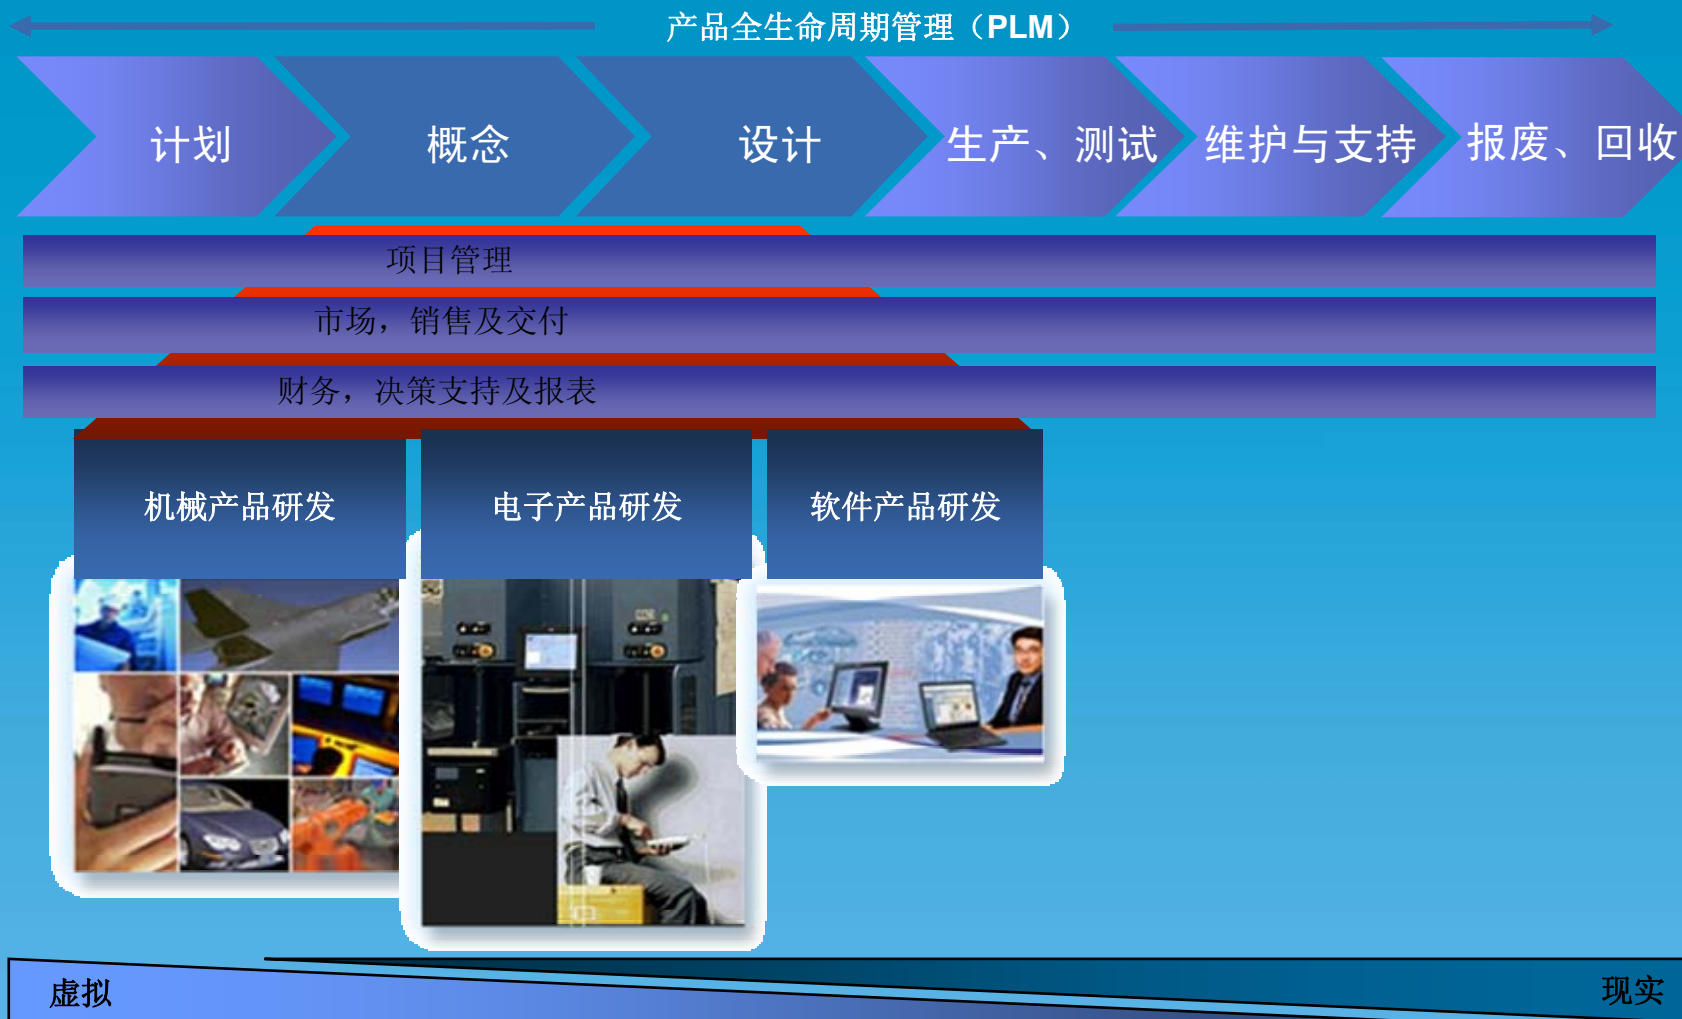 产品全生命周期管理（PLM）
计划
概念
设计
生产、测试
维护与支持
报废、回收
项目管理
市场，销售及交付
财务，决策支持及报表
机械产品研发
电子产品研发
软件产品研发
虚拟
现实